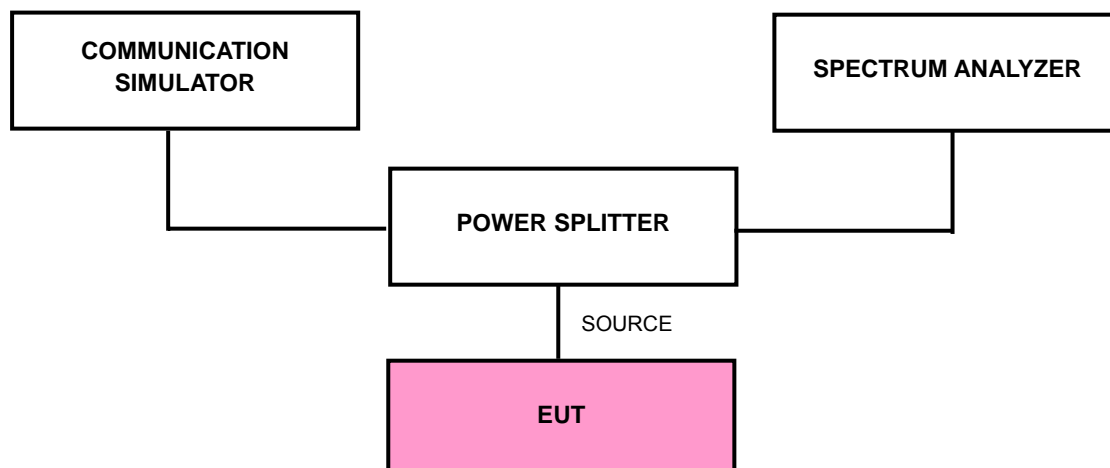 COMMUNICATION
SIMULATOR
SPECTRUM ANALYZER
POWER SPLITTER
SOURCE
EUT